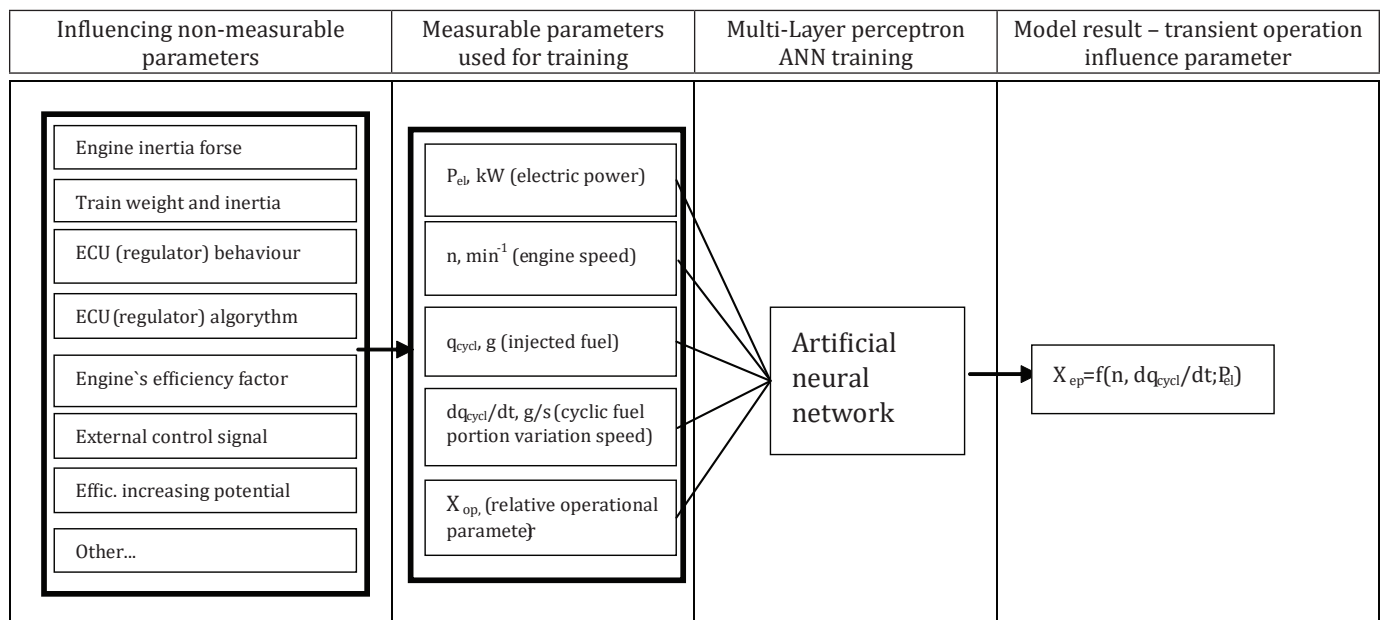 Influencing non-measurable
parameters
Measurable parameters
used for training
Multi-Layer perceptron
ANN training
Model result – transient operation
influence parameter
Engine inertia forse
Train weight and inertia
ECU (regulator) behaviour
ECU (regulator) algorythm
Engine`s efficiency factor
External control signal
Effic. increasing potential
Other...
Pel, kW (electric power)
n, min-1 (engine speed)
qcycl, g (injected fuel)
dqcycl/dt, g/s (cyclic fuel
portion variation speed)
X op, (relative operational
parameter)
Artificial
neural
network
X ep=f(n, dqcycl/dt;Pel)